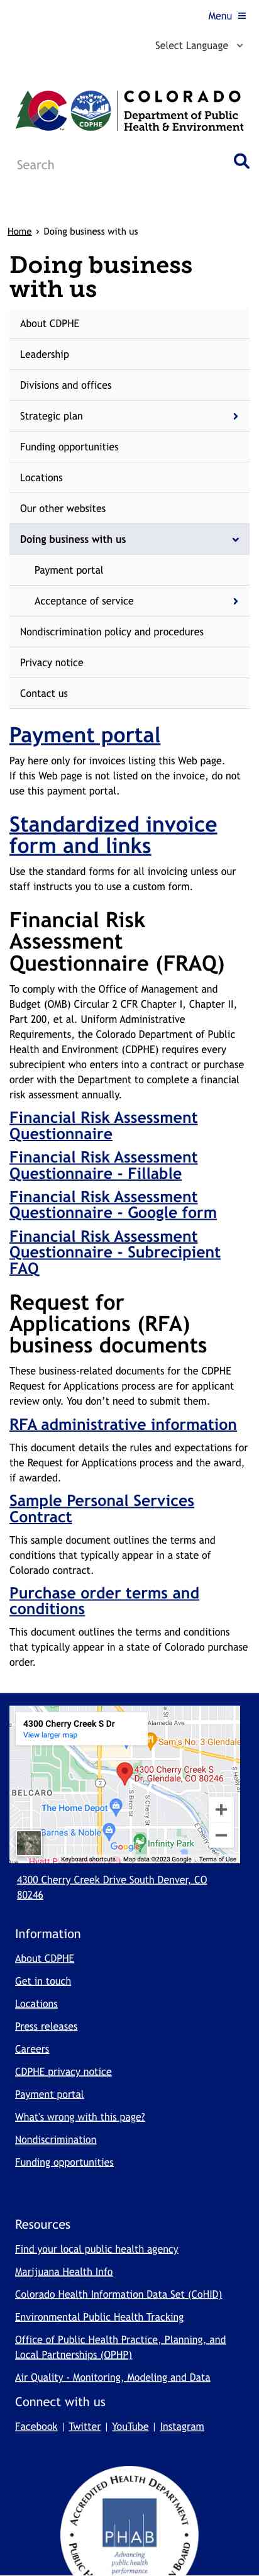 Menu
Select Language
CDPHE
COLORADO
Department of Public
Health & Environment
Search
Home › Doing business with us
Doing business
with us
About CDPHE
Leadership
Divisions and offices
Strategic plan
Funding opportunities
Locations
Our other websites
Doing business with us
Payment portal
Acceptance of service
Nondiscrimination policy and procedures
Privacy notice
Contact us
Payment portal
Pay here only for invoices listing this Web page.
If this Web page is not listed on the invoice, do not
use this payment portal.
Standardized invoice
form and links
Use the standard forms for all invoicing unless our
staff instructs you to use a custom form.
Financial Risk
Assessment
Questionnaire (FRAQ)
To comply with the Office of Management and
Budget (OMB) Circular 2 CFR Chapter I, Chapter II,
Part 200, et al. Uniform Administrative
Requirements, the Colorado Department of Public
Health and Environment (CDPHE) requires every
subrecipient who enters into a contract or purchase
order with the Department to complete a financial
risk assessment annually.
Financial Risk Assessment
Questionnaire
Financial Risk Assessment
Questionnaire - Fillable
Financial Risk Assessment
Questionnaire - Google form
Financial Risk Assessment
Questionnaire - Subrecipient
FAQ
Request for
Applications (RFA)
business documents
These business-related documents for the CDPHE
Request for Applications process are for applicant
review only. You don’t need to submit them.
RFA administrative information
This document details the rules and expectations for
the Request for Applications process and the award,
if awarded.
Sample Personal Services
Contract
This sample document outlines the terms and
conditions that typically appear in a state of
Colorado contract.
Purchase order terms and
conditions
This document outlines the terms and conditions
that typically appear in a state of Colorado purchase
order.
4300 Cherry Creek S Dr
View larger map
Alameda Ave
Sam's No. 3 Glendale
4300 Cherry Creek S
Dr, Glendale, CO 80246
2
BELCARO
The Home Depot
Barnes & Noble
Google
Infinity Park
Hyatt
Keyboard shortcuts
Map data ©2023 Google
Terms of Use
4300 Cherry Creek Drive South Denver, CO
80246
Information
About CDPHE
Get in touch
Locations
Press releases
Careers
CDPHE privacy notice
Payment portal
What's wrong with this page?
Nondiscrimination
Funding opportunities
Resources
Find your local public health agency
Marijuana Health Info
Colorado Health Information Data Set (CoHID)
Environmental Public Health Tracking
Office of Public Health Practice, Planning, and
Local Partnerships (OPHP)
Air Quality - Monitoring, Modeling and Data
Connect with us
Facebook | Twitter | YouTube | Instagram
ACCREDITED HEALTH DEPARTMENT
PHAB
Advancing
public health
performance